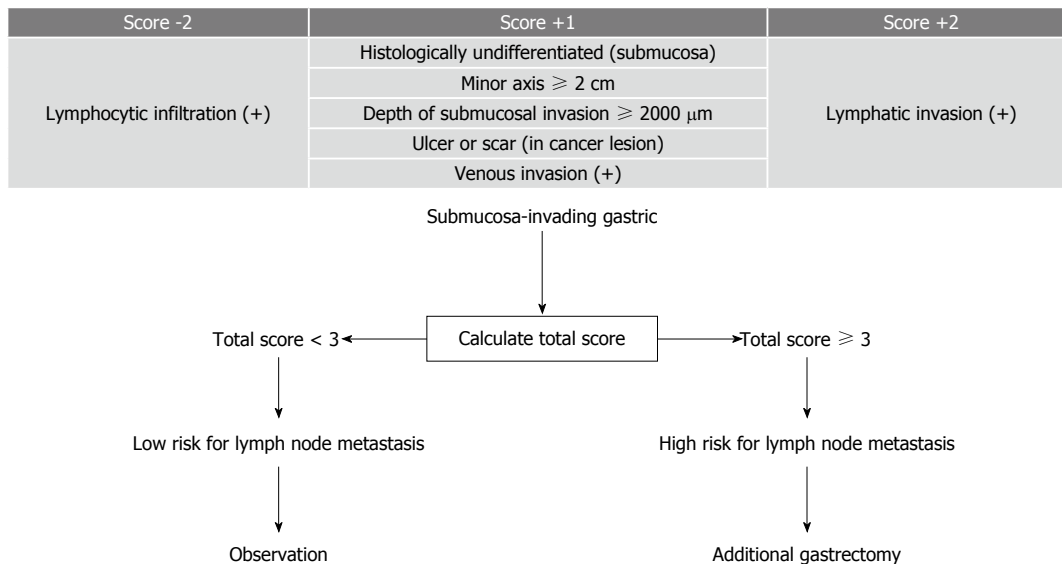 Score -2
Score +1
Score +2
Lymphocytic infiltration (+)
Histologically undifferentiated (submucosa)
Minor axis ⩾ 2 cm
Depth of submucosal invasion ⩾ 2000 μm
Ulcer or scar (in cancer lesion)
Venous invasion (+)
Lymphatic invasion (+)
Submucosa-invading gastric
Calculate total score
Total score < 3
Total score ⩾ 3
Low risk for lymph node metastasis
High risk for lymph node metastasis
Observation
Additional gastrectomy